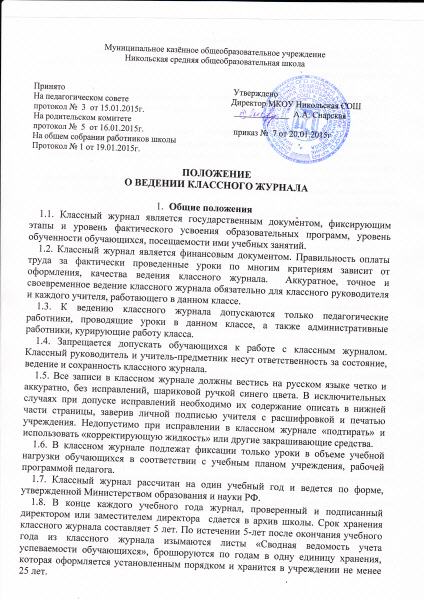 Муниципальное казённое общеобразовательное учреждение
Никольская средняя общеобразовательная школа
Принято
На педагогическом совете
протокол № 3 от 15.01.2015г.
На родительском комитете
протокол № 5 от 16.01.2015г.
На общем собрании работников школы
Протокол № 1 от 19.01.2015г.
Утверждено
Директор МКОУ Никольская СОШ
А.А. Снарская
приказ № 7 от 20.01.2015г
ПОЛОЖЕНИЕ
О ВЕДЕНИИ КЛАССНОГО ЖУРНАЛА
1. Общие положения
1.1. Классный журнал является государственным документом, фиксирующим
этапы и уровень фактического усвоения образовательных программ, уровень
обученности обучающихся, посещаемости ими учебных занятий.
1.2. Классный журнал является финансовым документом. Правильность оплаты
труда за фактически проведенные уроки по многим критериям зависит от
оформления, качества ведения классного журнала. Аккуратное, точное и
своевременное ведение классного журнала обязательно для классного руководителя
и каждого учителя, работающего в данном классе.
1.3. К ведению классного журнала допускаются только педагогические
работники, проводящие уроки в данном классе, а также административные
работники, курирующие работу класса.
1.4. Запрещается допускать обучающихся к работе с классным журналом.
Классный руководитель и учитель-предметник несут ответственность за состояние,
ведение и сохранность классного журнала.
1.5. Все записи в классном журнале должны вестись на русском языке четко и
аккуратно, без исправлений, шариковой ручкой синего цвета. В исключительных
случаях при допуске исправлений необходимо их содержание описать в нижней
части страницы, заверив личной подписью учителя с расшифровкой и печатью
учреждения. Недопустимо при исправлении в классном журнале «подтирать» и
использовать «корректирующую жидкость» или другие закрашивающие средства.
1.6. В классном журнале подлежат фиксации только уроки в объеме учебной
нагрузки обучающихся в соответствии с учебным планом учреждения, рабочей
программой педагога.
1.7. Классный журнал рассчитан на один учебный год и ведется по форме,
утвержденной Министерством образования и науки РФ.
1.8. В конце каждого учебного года журнал, проверенный и подписанный
директором или заместителем директора сдается в архив школы. Срок хранения
классного журнала составляет 5 лет. По истечении 5-лет после окончания учебного
года из классного журнала изымаются листы «Сводная ведомость учета
успеваемости обучающихся», брошюруются по годам в одну единицу хранения,
которая оформляется установленным порядком и хранится в учреждении не менее
25 лет.